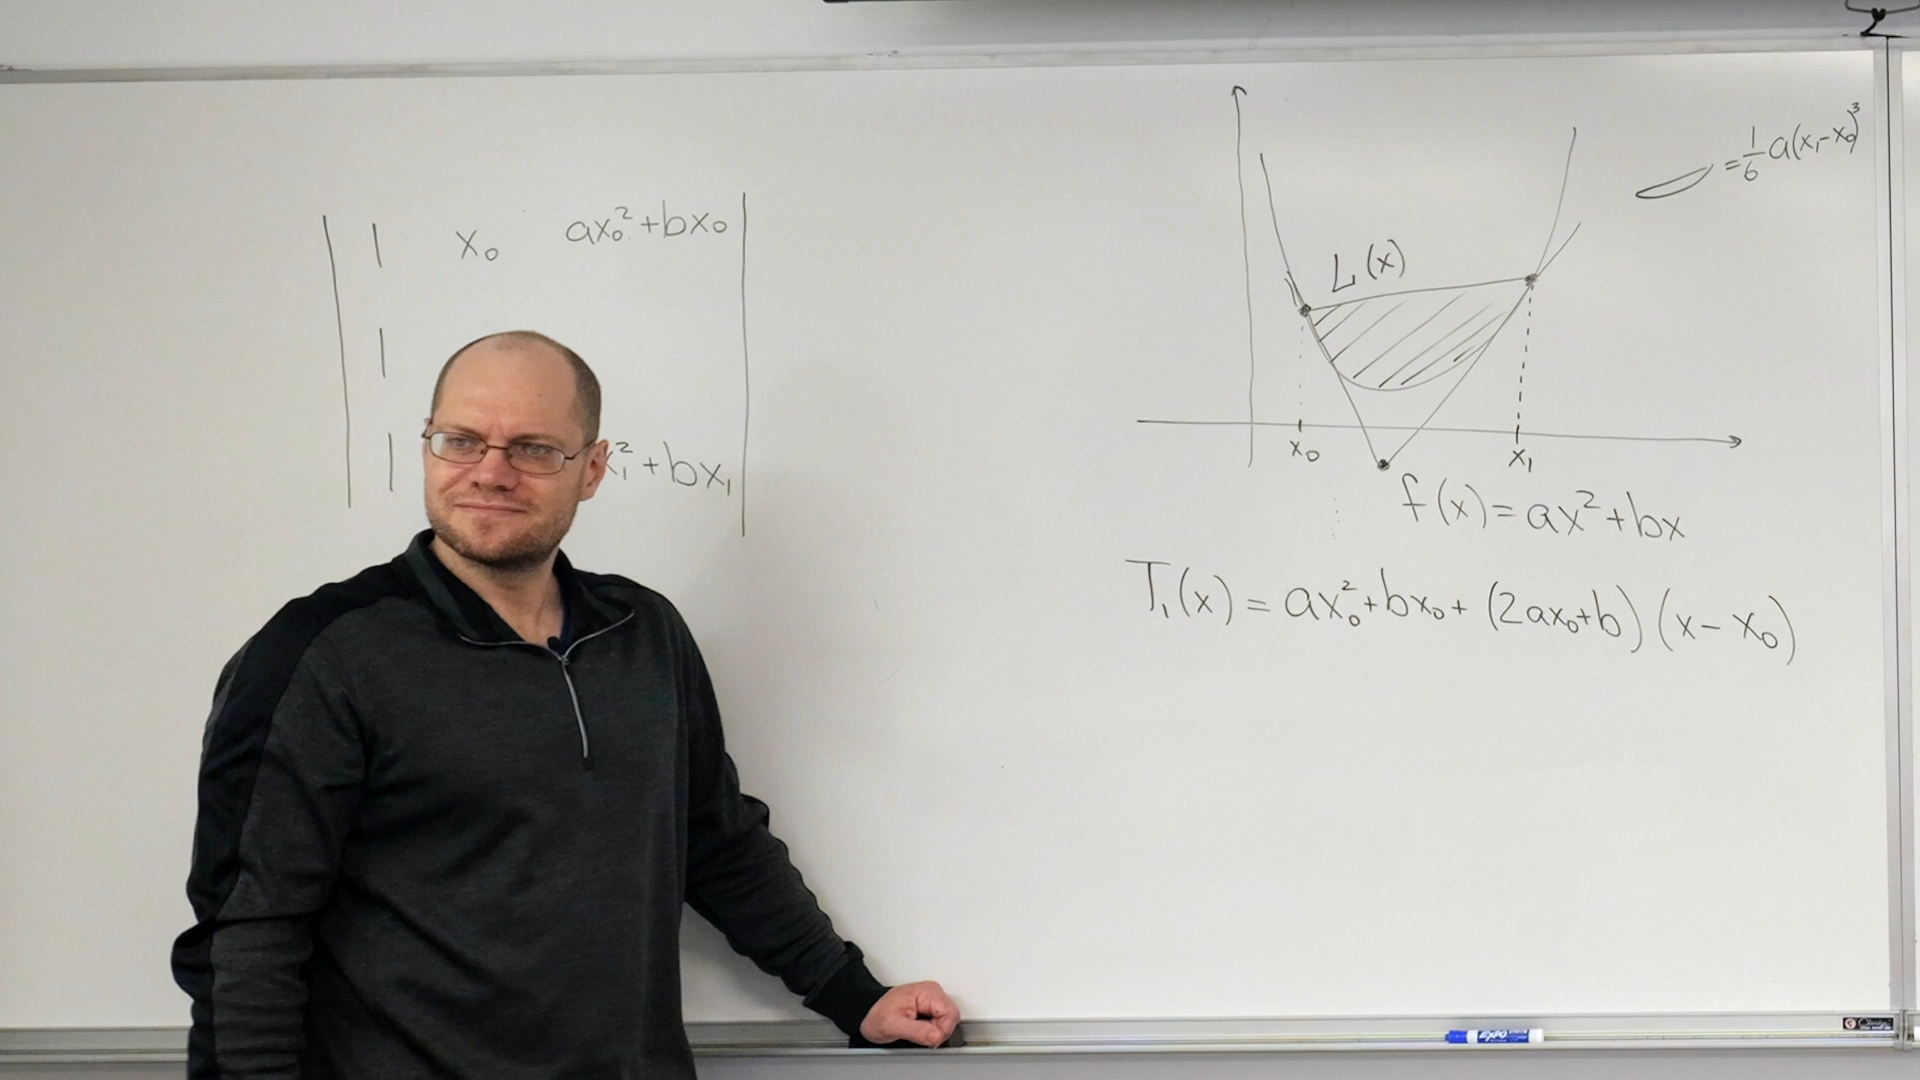 1 x₀ ax₀²+bx₀
1
1 x₁²+bx₁
=1/6 a(x₁-x₀)³
L(x)
x₀ x₁
f(x)=ax²+bx
T₁(x)=ax₀²+bx₀+(2ax₀+b)(x-x₀)
EXPO